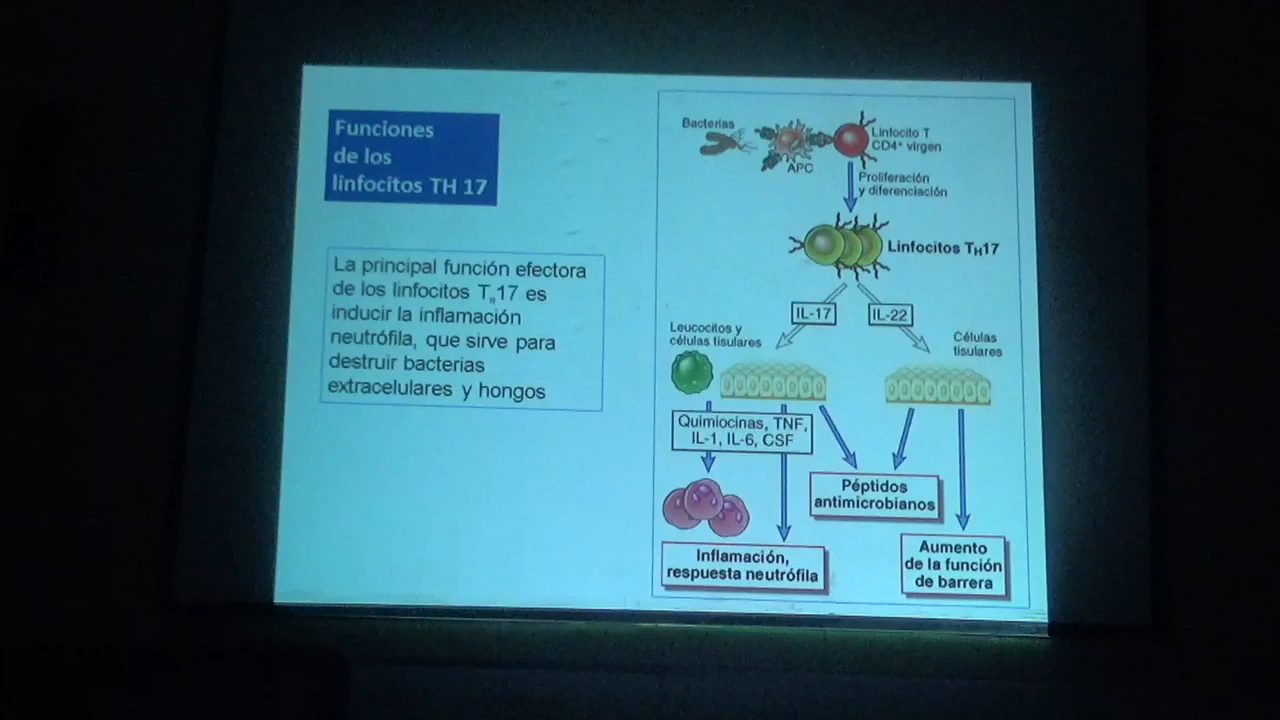 Funciones
de los
linfocitos TH 17
La principal función efectora
de los linfocitos TH17 es
inducir la inflamación
neutrófila, que sirve para
destruir bacterias
extracelulares y hongos
Bacterias
APC
Linfocito T
CD4+ virgen
Proliferación
y diferenciación
Linfocitos TH17
IL-17
IL-22
Leucocitos y
células tisulares
Células
tisulares
Quimiocinas, TNF,
IL-1, IL-6, CSF
Péptidos
antimicrobianos
Inflamación,
respuesta neutrófila
Aumento
de la función
de barrera